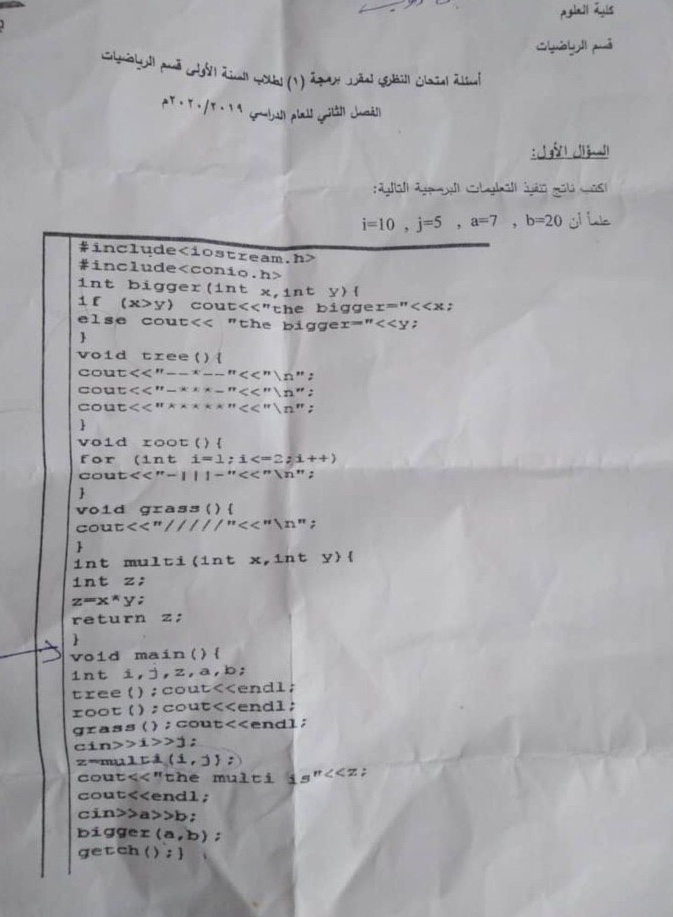 كلية العلوم
قسم الرياضيات
أسئلة امتحان النظري لمقرر برمجة (١) لطلاب السنة الأولى قسم الرياضيات
الفصل الثاني للعام الدراسي ٢٠٢٠/٢٠١٩م
السؤال الأول:
اكتب ناتج تنفيذ التعليمات البرمجية التالية:
علماً أن i=10 , j=5 , a=7 , b=20
#include<iostream.h>
#include<conio.h>
int bigger(int x,int y){
if (x>y) cout<<"the bigger="<<x;
else cout<< "the bigger="<<y;
}
void tree(){
cout<<"--*--"<<"\n";
cout<<"-***-"<<"\n";
cout<<"*****"<<"\n";
}
void root(){
for (int i=1;i<=2;i++)
cout<<"-|||-"<<"\n";
}
void grass(){
cout<<"/////"<<"\n";
}
int multi(int x,int y){
int z;
z=x*y;
return z;
}
void main(){
int i,j,z,a,b;
tree();cout<<endl;
root();cout<<endl;
grass();cout<<endl;
cin>>i>>j;
z=multi(i,j);
cout<<"the multi is"<<z;
cout<<endl;
cin>>a>>b;
bigger(a,b);
getch();}